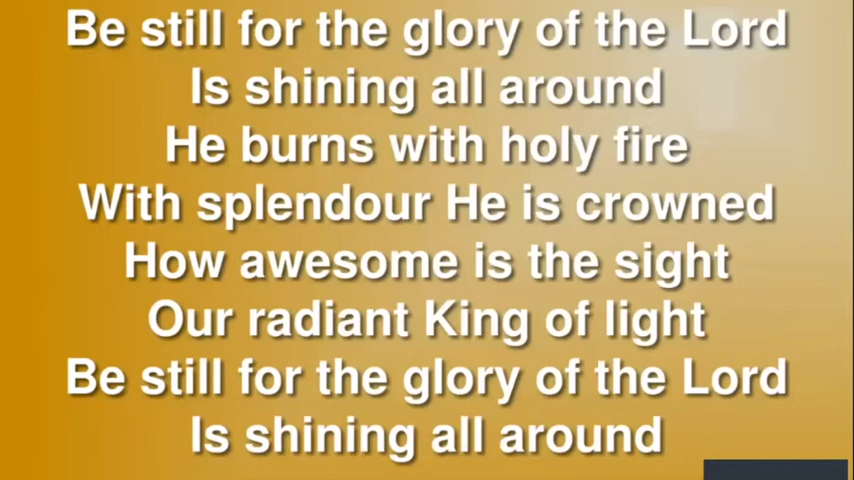 Be still for the glory of the Lord
Is shining all around
He burns with holy fire
With splendour He is crowned
How awesome is the sight
Our radiant King of light
Be still for the glory of the Lord
Is shining all around